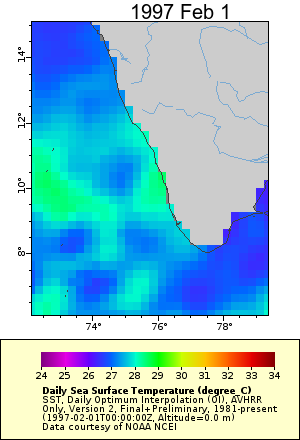 1997 Feb 1
14°
12°
10°
8°
74°
76°
78°
24 25 26 27 28 29 30 31 32 33 34
Daily Sea Surface Temperature (degree_C)
SST, Daily Optimum Interpolation (OI), AVHRR
Only, Version 2, Final+Preliminary, 1981-present
(1997-02-01T00:00:00Z, Altitude=0.0 m)
Data courtesy of NOAA NCEI